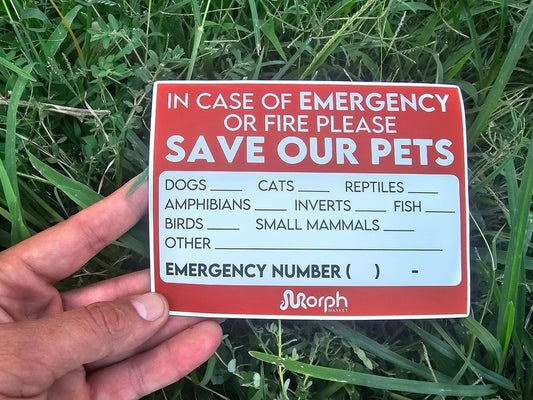 IN CASE OF EMERGENCY
OR FIRE PLEASE
SAVE OUR PETS
DOGS ____ CATS ____ REPTILES ____
AMPHIBIANS ____ INVERTS ____ FISH ____
BIRDS ____ SMALL MAMMALS ____
OTHER ____
EMERGENCY NUMBER (    )    -
Morph
MARKET